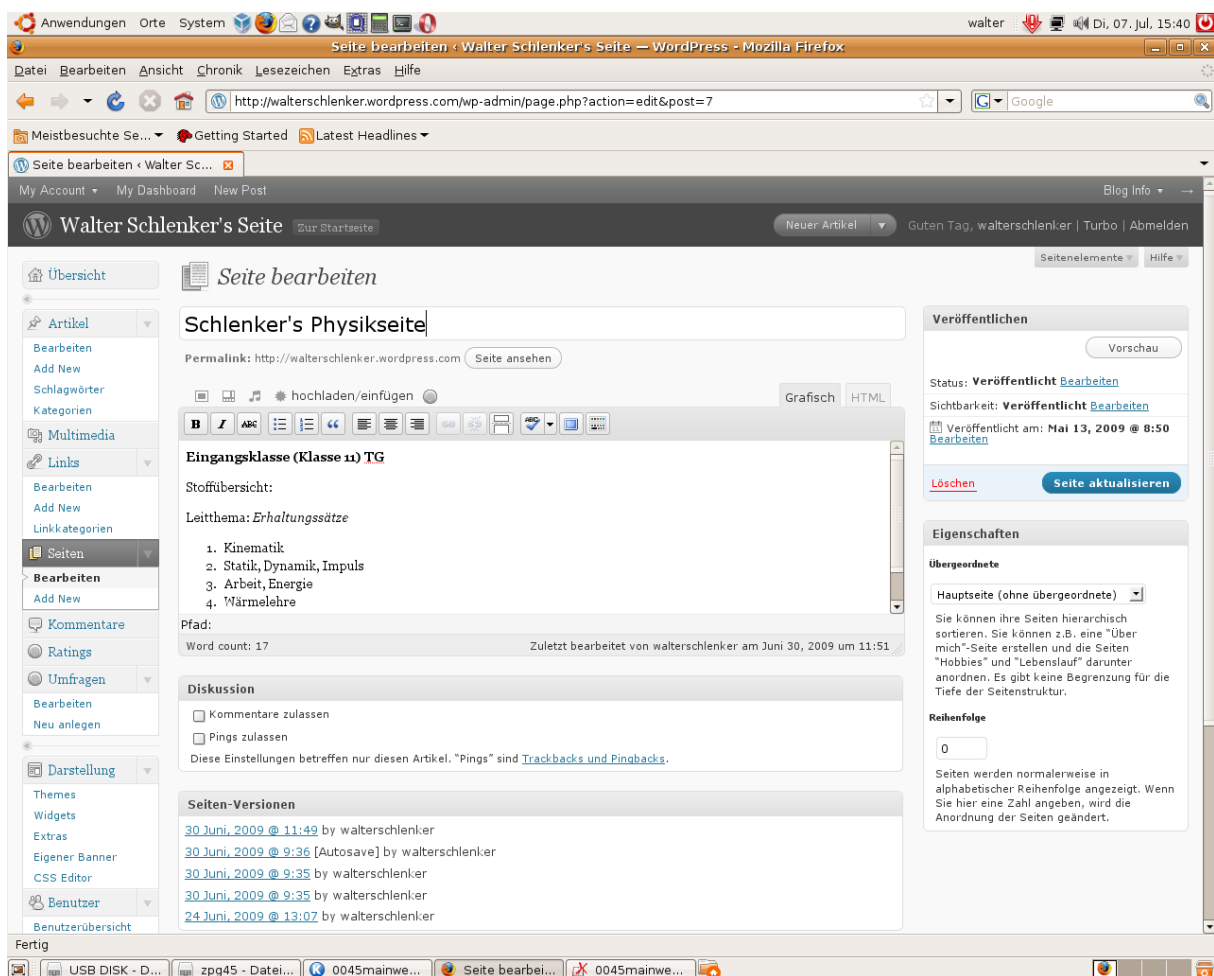 Anwendungen Orte System walter Di, 07. Jul, 15:40
Seite bearbeiten ‹ Walter Schlenker's Seite — WordPress - Mozilla Firefox
Datei Bearbeiten Ansicht Chronik Lesezeichen Extras Hilfe
http://walterschlenker.wordpress.com/wp-admin/page.php?action=edit&post=7 Google
Meistbesuchte Se... Getting Started Latest Headlines
Seite bearbeiten ‹ Walter Sc...
My Account My Dashboard New Post Blog Info →
Walter Schlenker's Seite Zur Startseite Neuer Artikel Guten Tag, walterschlenker | Turbo | Abmelden
Seitenelemente Hilfe
Übersicht
Artikel
Bearbeiten
Add New
Schlagwörter
Kategorien
Multimedia
Links
Bearbeiten
Add New
Linkkategorien
Seiten
Bearbeiten
Add New
Kommentare
Ratings
Umfragen
Bearbeiten
Neu anlegen
Darstellung
Themes
Widgets
Extras
Eigener Banner
CSS Editor
Benutzer
Benutzerübersicht
Seite bearbeiten
Schlenker's Physikseite
Permalink: http://walterschlenker.wordpress.com Seite ansehen
hochladen/einfügen Grafisch HTML
B I ABC ABC
Eingangsklasse (Klasse 11) TG
Stoffübersicht:
Leitthema: Erhaltungssätze
1. Kinematik
2. Statik, Dynamik, Impuls
3. Arbeit, Energie
4. Wärmelehre
Pfad:
Word count: 17 Zuletzt bearbeitet von walterschlenker am Juni 30, 2009 um 11:51
Diskussion
Kommentare zulassen
Pings zulassen
Diese Einstellungen betreffen nur diesen Artikel. "Pings" sind Trackbacks und Pingbacks.
Seiten-Versionen
30 Juni, 2009 @ 11:49 by walterschlenker
30 Juni, 2009 @ 9:36 [Autosave] by walterschlenker
30 Juni, 2009 @ 9:35 by walterschlenker
30 Juni, 2009 @ 9:35 by walterschlenker
24 Juni, 2009 @ 13:07 by walterschlenker
Veröffentlichen
Vorschau
Status: Veröffentlicht Bearbeiten
Sichtbarkeit: Veröffentlicht Bearbeiten
Veröffentlicht am: Mai 13, 2009 @ 8:50
Bearbeiten
Löschen Seite aktualisieren
Eigenschaften
Übergeordnete
Hauptseite (ohne übergeordnete)
Sie können ihre Seiten hierarchisch
sortieren. Sie können z.B. eine "Über
mich"-Seite erstellen und die Seiten
"Hobbies" und "Lebenslauf" darunter
anordnen. Es gibt keine Begrenzung für die
Tiefe der Seitenstruktur.
Reihenfolge
0
Seiten werden normalerweise in
alphabetischer Reihenfolge angezeigt. Wenn
Sie hier eine Zahl angeben, wird die
Anordnung der Seiten geändert.
Fertig
USB DISK - D... zpg45 - Datei... 0045mainwe... Seite bearbei... 0045mainwe...